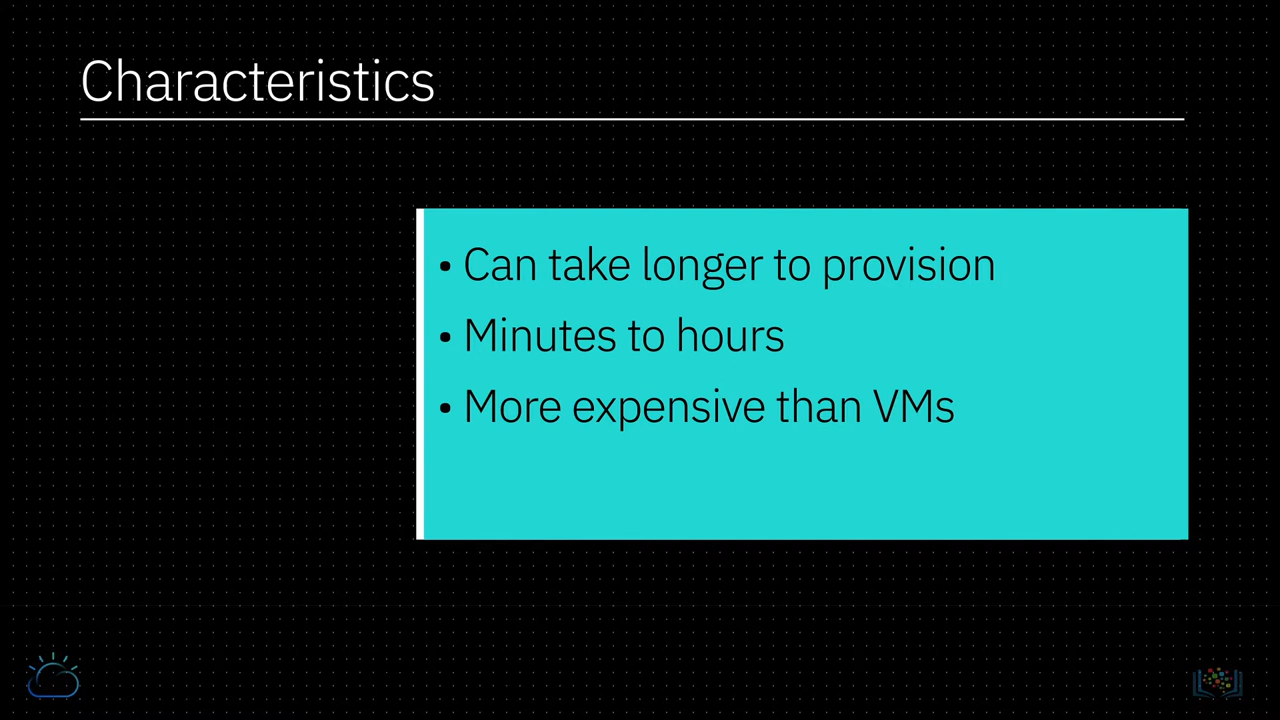 Characteristics
• Can take longer to provision
• Minutes to hours
• More expensive than VMs